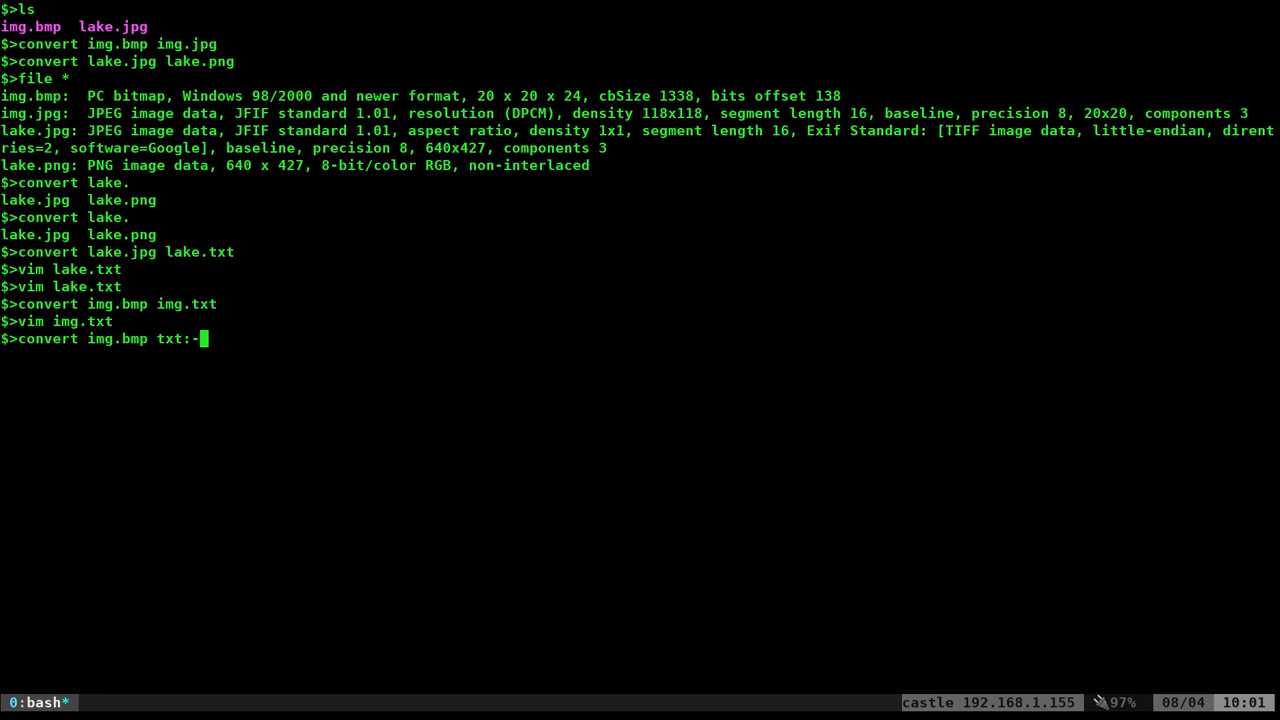 $>ls
img.bmp  lake.jpg
$>convert img.bmp img.jpg
$>convert lake.jpg lake.png
$>file *
img.bmp:  PC bitmap, Windows 98/2000 and newer format, 20 x 20 x 24, cbSize 1338, bits offset 138
img.jpg:  JPEG image data, JFIF standard 1.01, resolution (DPCM), density 118x118, segment length 16, baseline, precision 8, 20x20, components 3
lake.jpg: JPEG image data, JFIF standard 1.01, aspect ratio, density 1x1, segment length 16, Exif Standard: [TIFF image data, little-endian, dirent
ries=2, software=Google], baseline, precision 8, 640x427, components 3
lake.png: PNG image data, 640 x 427, 8-bit/color RGB, non-interlaced
$>convert lake.
lake.jpg  lake.png
$>convert lake.
lake.jpg  lake.png
$>convert lake.jpg lake.txt
$>vim lake.txt
$>vim lake.txt
$>convert img.bmp img.txt
$>vim img.txt
$>convert img.bmp txt:-
0:bash* castle 192.168.1.155 97% 08/04 10:01